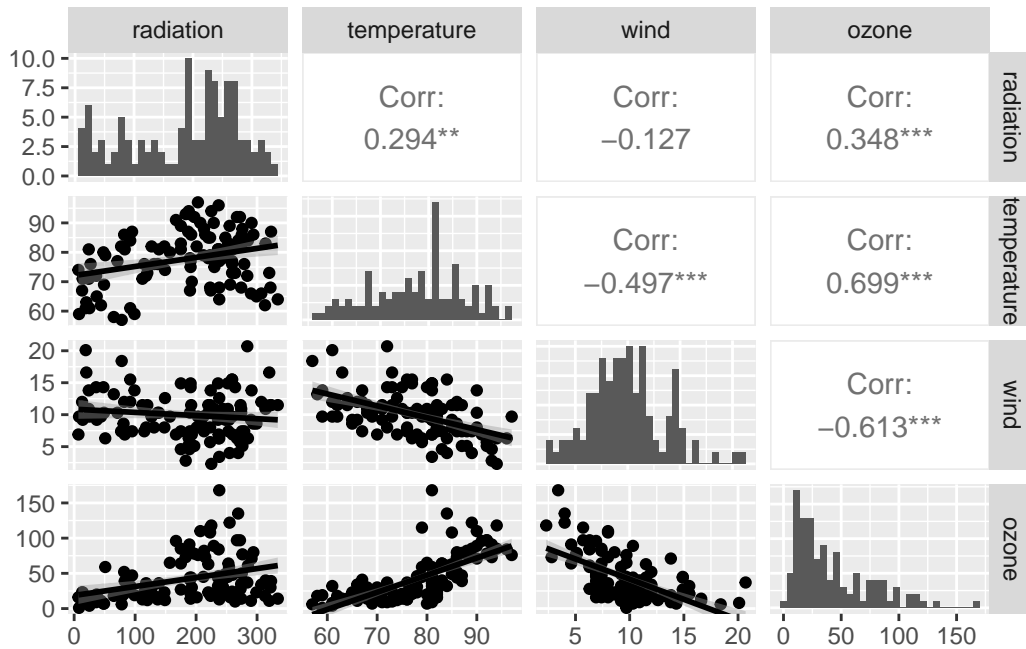 radiation temperature wind ozone
10.0
7.5
5.0
2.5
0.0
Corr:
0.294**
Corr:
−0.127
Corr:
0.348***
radiation
90
80
70
60
Corr:
−0.497***
Corr:
0.699***
temperature
20
15
10
5
Corr:
−0.613***
wind
150
100
50
0
ozone
0 100 200 300 60 70 80 90 5 10 15 20 0 50 100 150